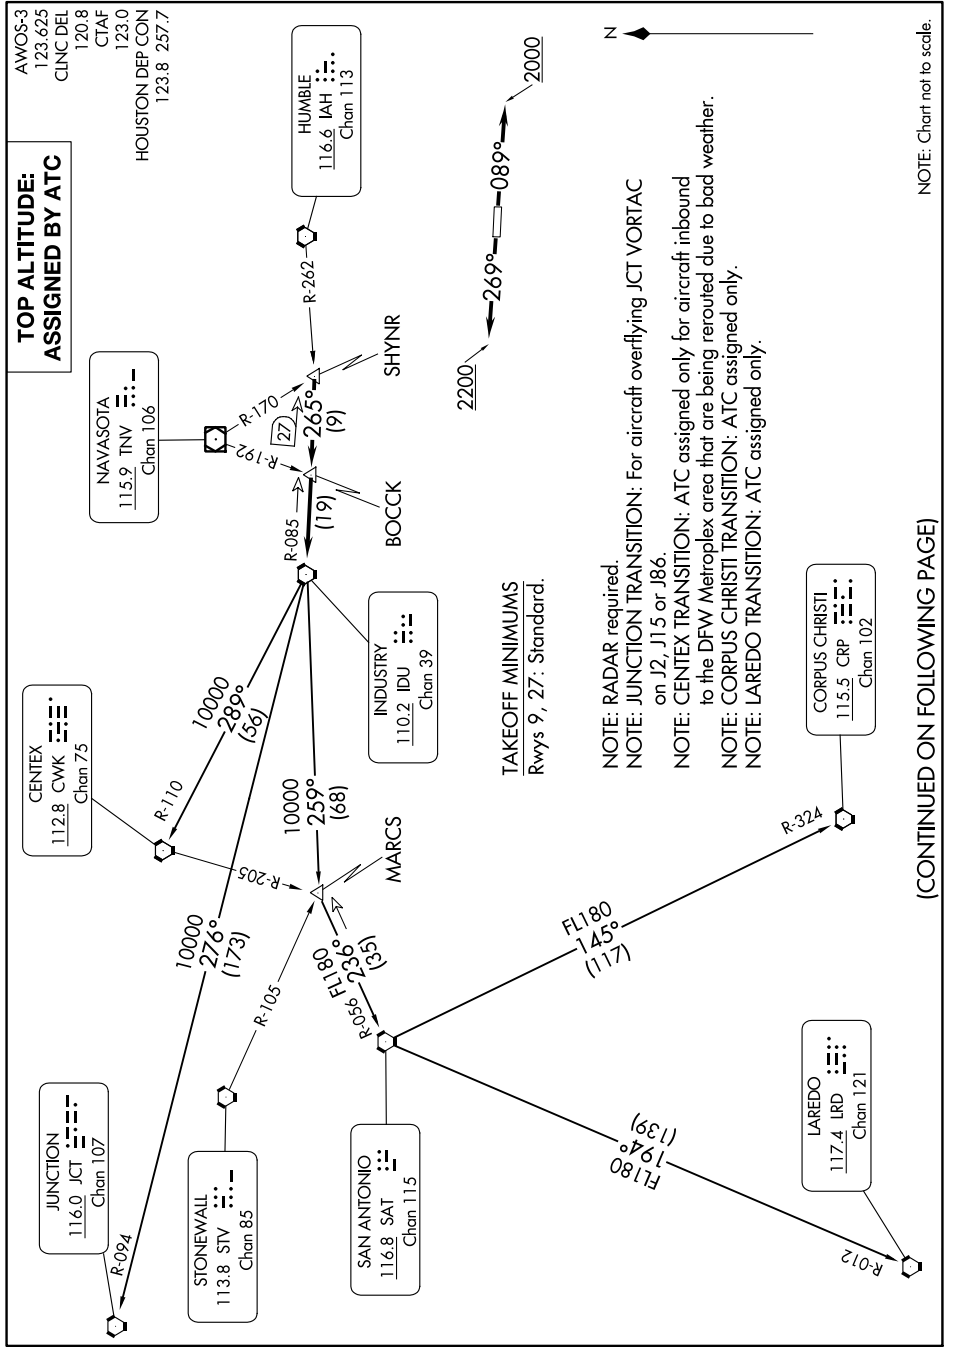 AWOS-3
123.625
CLNC DEL
120.8
CTAF
123.0
HOUSTON DEP CON
123.8 257.7
TOP ALTITUDE:
ASSIGNED BY ATC
JUNCTION
116.0 JCT
Chan 107
R-094
STONEWALL
113.8 STV
Chan 85
R-105
CENTEX
112.8 CWK
Chan 75
R-110
R-205
NAVASOTA
115.9 TNV
Chan 106
R-170
R-192
HUMBLE
116.6 IAH
Chan 113
R-262
10000
276°
(173)
10000
289°
(56)
10000
259°
(68)
R-085
(19)
27
265°
(9)
SHYNR
BOCCK
INDUSTRY
110.2 IDU
Chan 39
MARCS
FL180
236°
(35)
R-056
SAN ANTONIO
116.8 SAT
Chan 115
FL180
145°
(117)
R-324
CORPUS CHRISTI
115.5 CRP
Chan 102
FL180
194°
(139)
R-012
LAREDO
117.4 LRD
Chan 121
2200
269°
089°
2000
N
TAKEOFF MINIMUMS
Rwys 9, 27: Standard.
NOTE: RADAR required.
NOTE: JUNCTION TRANSITION: For aircraft overflying JCT VORTAC
on J2, J15 or J86.
NOTE: CENTEX TRANSITION: ATC assigned only for aircraft inbound
to the DFW Metroplex area that are being rerouted due to bad weather.
NOTE: CORPUS CHRISTI TRANSITION: ATC assigned only.
NOTE: LAREDO TRANSITION: ATC assigned only.
NOTE: Chart not to scale.
(CONTINUED ON FOLLOWING PAGE)